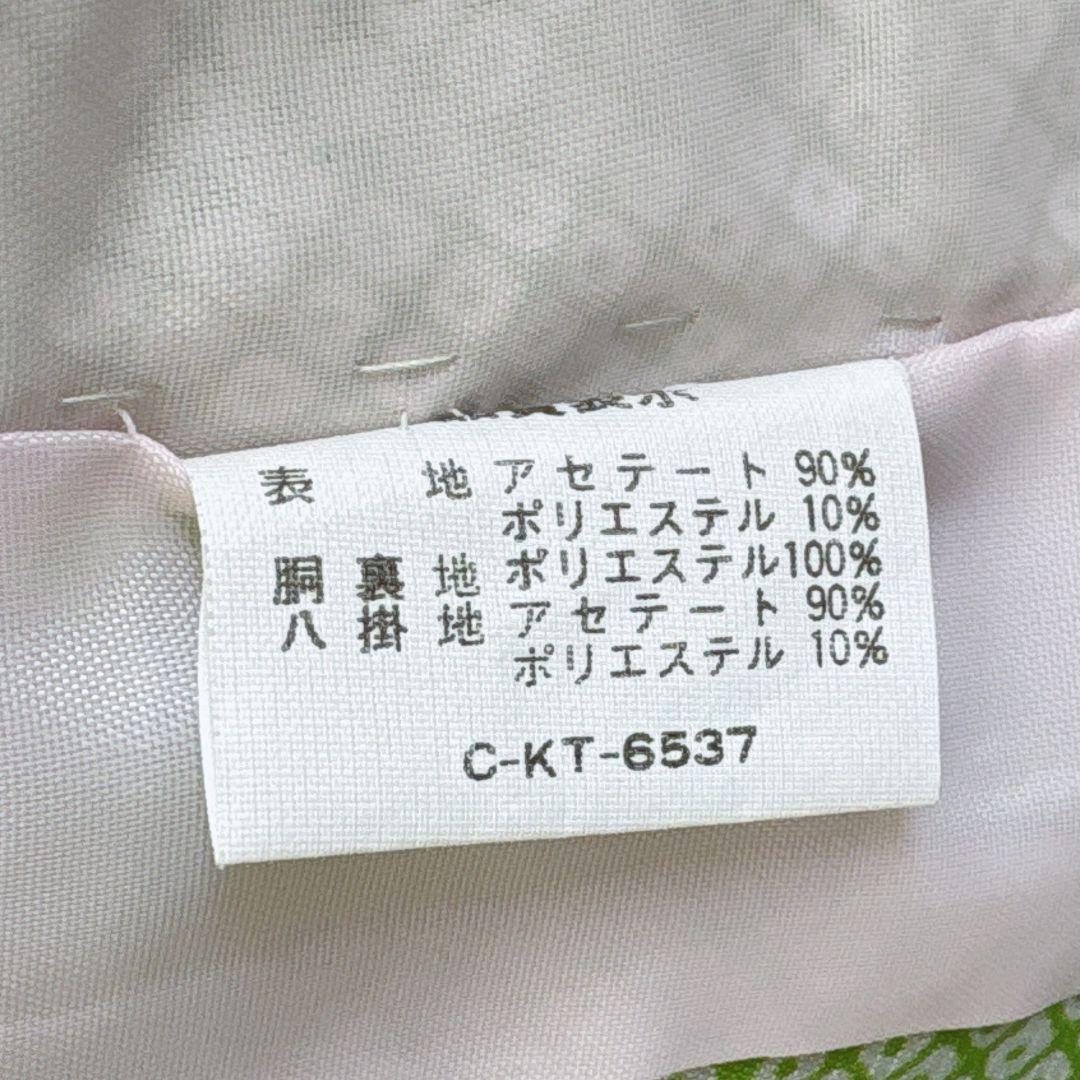 表 地 アセテート 90%
ポリエステル 10%
胴 裏 地 ポリエステル100%
八 掛 地 アセテート 90%
ポリエステル 10%
C-KT-6537